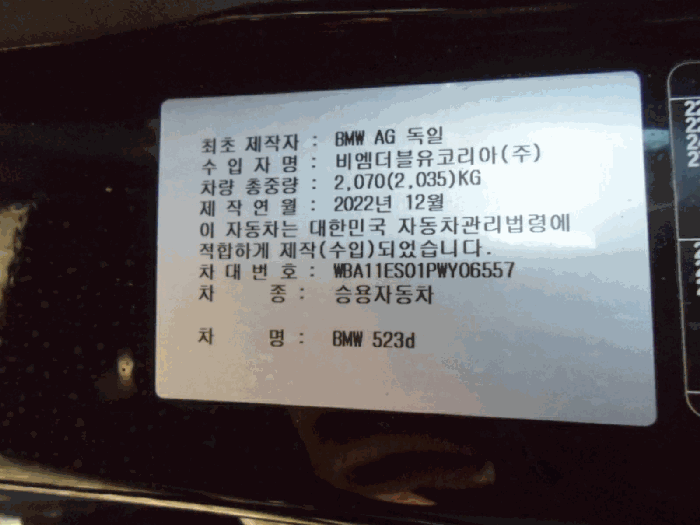 최초 제작자 : BMW AG 독일
수 입 자 명 : 비엠더블유코리아(주)
차량 총중량 : 2,070(2,035)KG
제 작 연 월 : 2022년 12월
이 자동차는 대한민국 자동차관리법령에
적합하게 제작(수입)되었습니다.
차 대 번 호 : WBA11ES01PWY06557
차 종 : 승용자동차
차 명 : BMW 523d